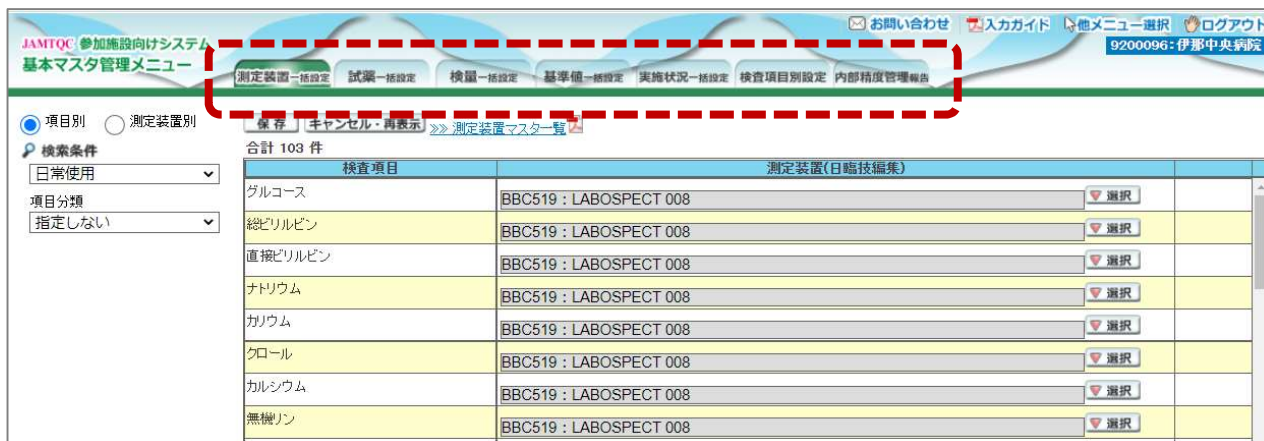 お問い合わせ 入力ガイド 他メニュー選択 ログアウト
JAMTQC 参加施設向けシステム
9200096:伊那中央病院
基本マスタ管理メニュー
測定装置一括設定 試薬一括設定 検量一括設定 基準値一括設定 実施状況一括設定 検査項目別設定 内部精度管理報告
項目別 測定装置別
保存 キャンセル・再表示 >> 測定装置マスタ一覧
検索条件
合計 103 件
日常使用
検査項目 測定装置(日臨技編集)
項目分類
指定しない
グルコース BBC519 : LABOSPECT 008 選択
総ビリルビン BBC519 : LABOSPECT 008 選択
直接ビリルビン BBC519 : LABOSPECT 008 選択
ナトリウム BBC519 : LABOSPECT 008 選択
カリウム BBC519 : LABOSPECT 008 選択
クロール BBC519 : LABOSPECT 008 選択
カルシウム BBC519 : LABOSPECT 008 選択
無機リン BBC519 : LABOSPECT 008 選択